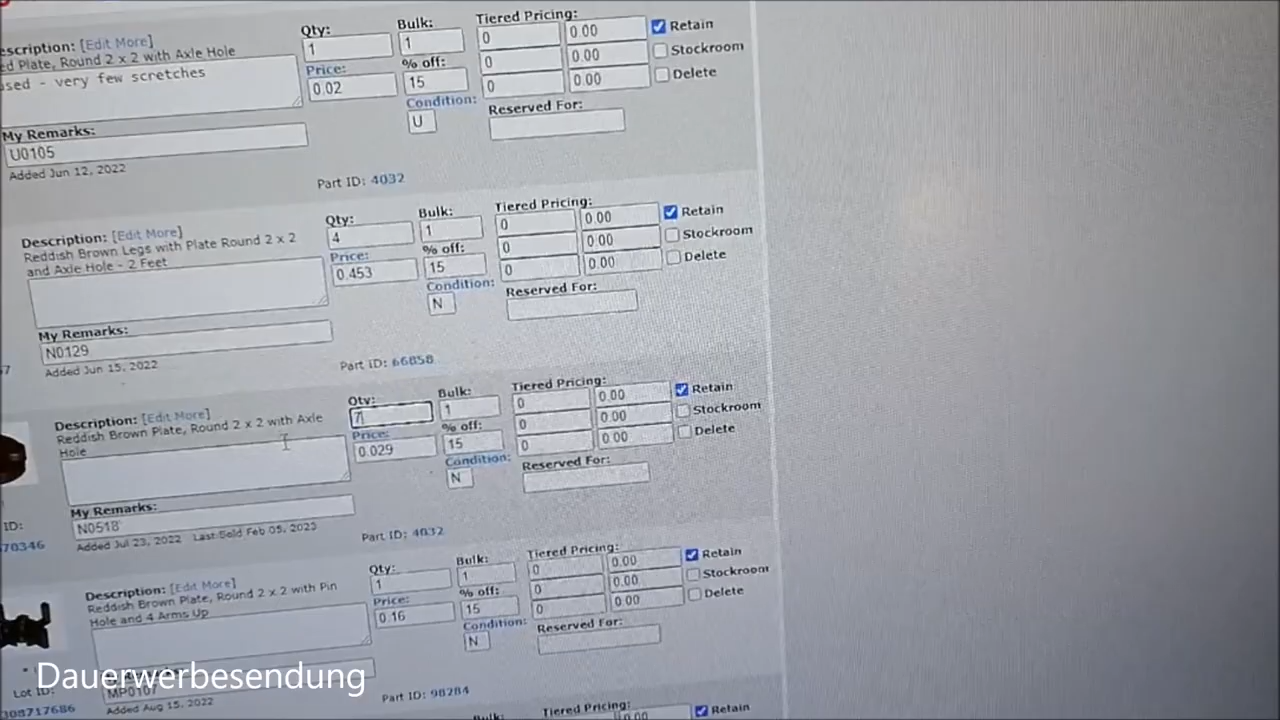 escription: [Edit More]
ed Plate, Round 2 x 2 with Axle Hole
used - very few scretches
My Remarks:
U0105
Added Jun 12, 2022
Qty:
1
Price:
0.02
Bulk:
1
% off:
15
Condition:
U
Tiered Pricing:
0 0.00
0 0.00
0 0.00
Reserved For:
Retain
Stockroom
Delete
Part ID: 4032
Description: [Edit More]
Reddish Brown Legs with Plate Round 2 x 2
and Axle Hole - 2 Feet
My Remarks:
N0129
Added Jun 15, 2022
Qty:
4
Price:
0.453
Bulk:
1
% off:
15
Condition:
N
Tiered Pricing:
0 0.00
0 0.00
0 0.00
Reserved For:
Retain
Stockroom
Delete
Part ID: 66858
57
Description: [Edit More]
Reddish Brown Plate, Round 2 x 2 with Axle
Hole
My Remarks:
N0518
Added Jul 23, 2022 Last Sold Feb 05, 2023
Qty:
7
Price:
0.029
Bulk:
1
% off:
15
Condition:
N
Tiered Pricing:
0 0.00
0 0.00
0 0.00
Reserved For:
Retain
Stockroom
Delete
Part ID: 4032
ID:
70346
Description: [Edit More]
Reddish Brown Plate, Round 2 x 2 with Pin
Hole and 4 Arms Up
MP0107
Added Aug 15, 2022
Qty:
1
Price:
0.16
Bulk:
1
% off:
15
Condition:
N
Tiered Pricing:
0 0.00
0 0.00
0 0.00
Reserved For:
Retain
Stockroom
Delete
Part ID: 98284
Lot ID:
308717686
Bulk:
Tiered Pricing:
0.00
Retain
Dauerwerbesendung